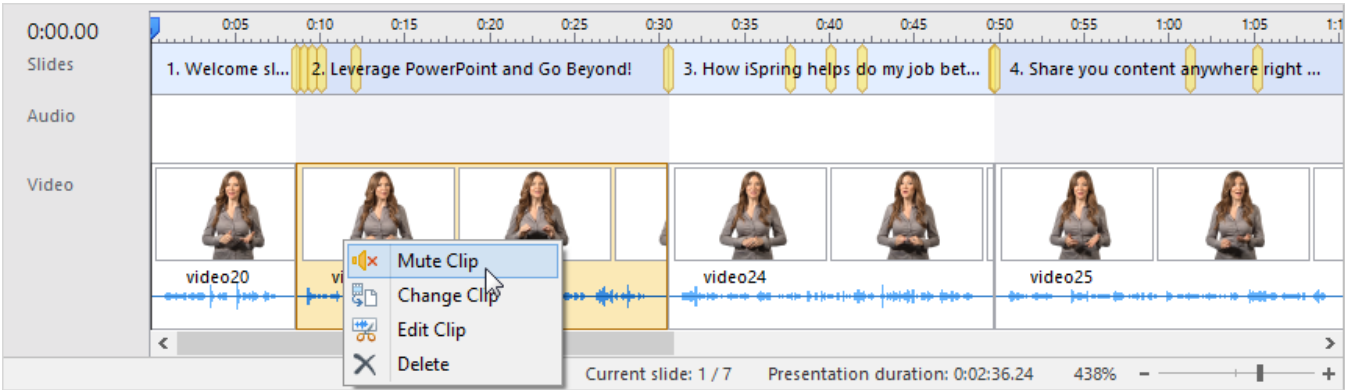 0:00.00
0:05 0:10 0:15 0:20 0:25 0:30 0:35 0:40 0:45 0:50 0:55 1:00 1:05 1:1
Slides
1. Welcome sl... 2. Leverage PowerPoint and Go Beyond! 3. How iSpring helps do my job bet... 4. Share you content anywhere right ...
Audio
Video
video20 vi video24 video25
Mute Clip
Change Clip
Edit Clip
Delete
Current slide: 1 / 7 Presentation duration: 0:02:36.24 438% - +